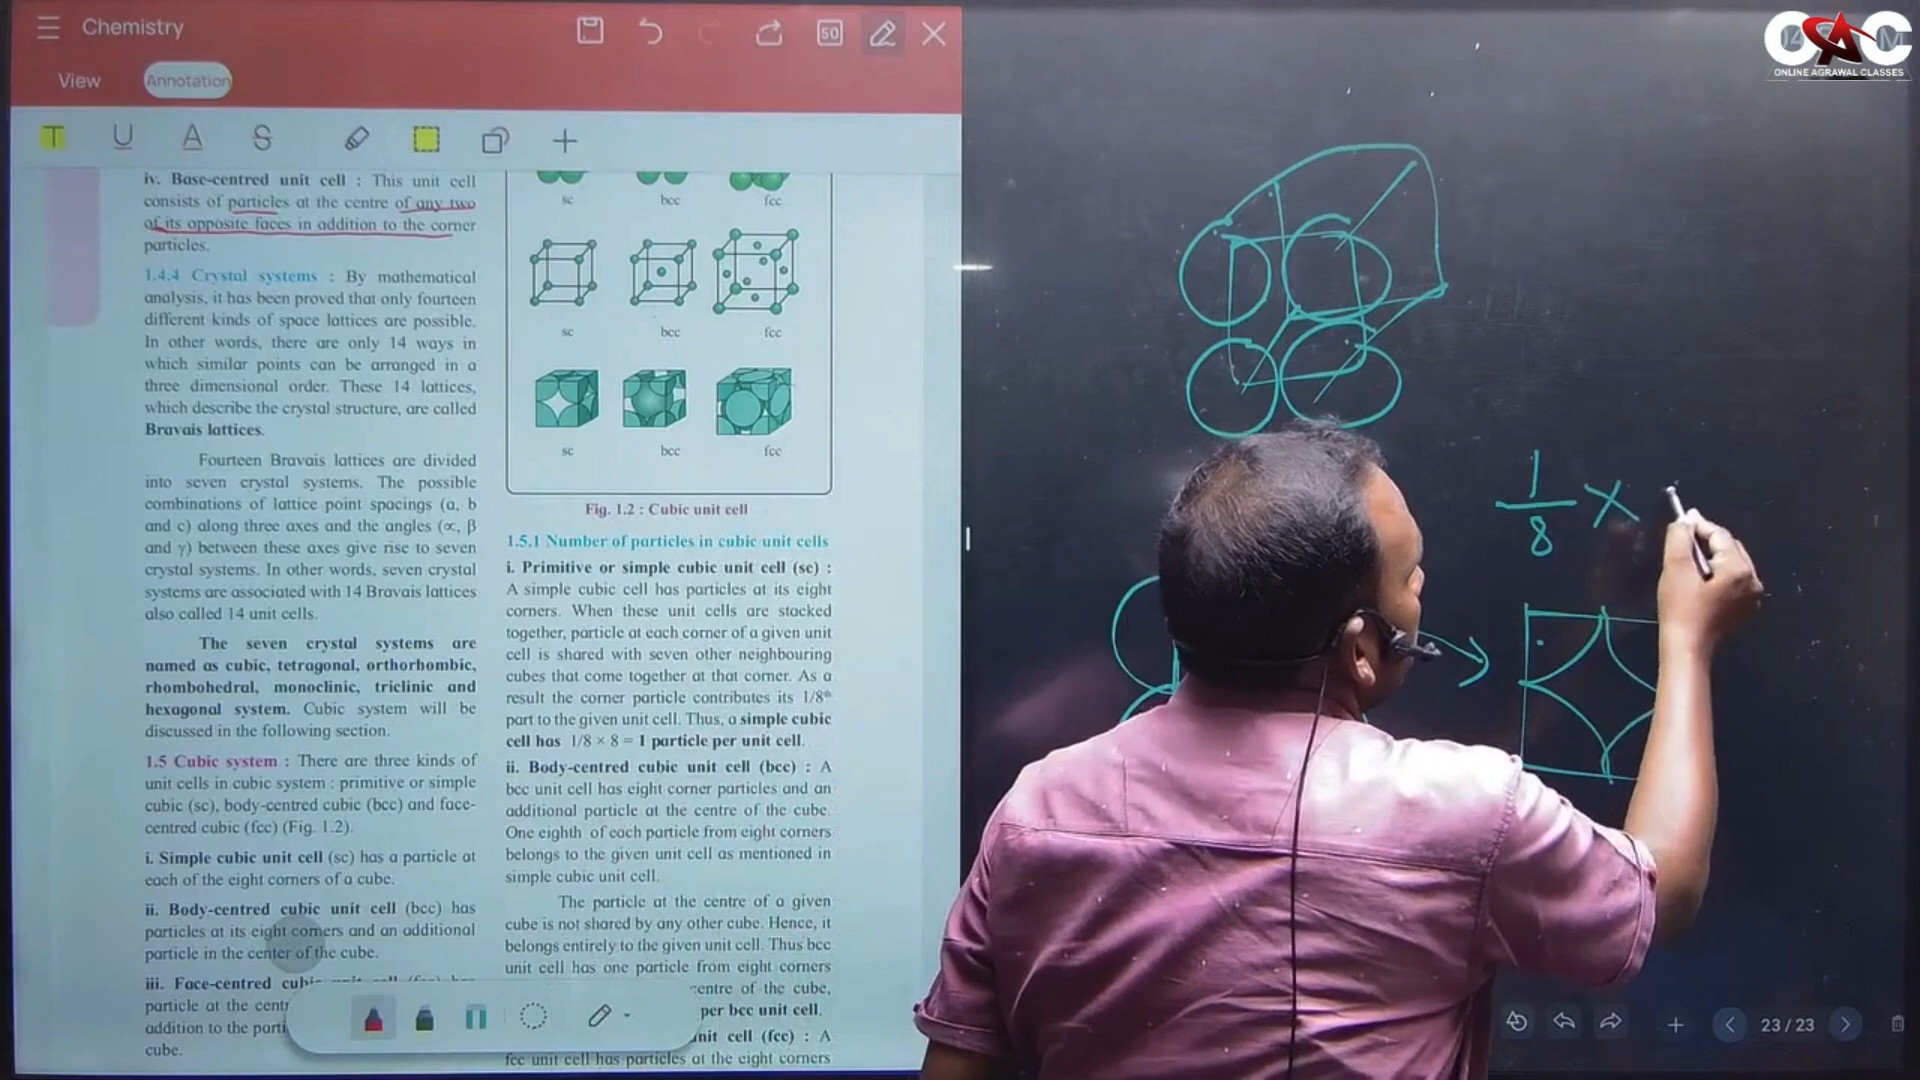 Chemistry
50
View
Annotation
T U A S
iv. Base-centred unit cell : This unit cell
consists of particles at the centre of any two
of its opposite faces in addition to the corner
particles.
1.4.4 Crystal systems : By mathematical
analysis, it has been proved that only fourteen
different kinds of space lattices are possible.
In other words, there are only 14 ways in
which similar points can be arranged in a
three dimensional order. These 14 lattices,
which describe the crystal structure, are called
Bravais lattices.
Fourteen Bravais lattices are divided
into seven crystal systems. The possible
combinations of lattice point spacings (a, b
and c) along three axes and the angles (∝, β
and γ) between these axes give rise to seven
crystal systems. In other words, seven crystal
systems are associated with 14 Bravais lattices
also called 14 unit cells.
The seven crystal systems are
named as cubic, tetragonal, orthorhombic,
rhombohedral, monoclinic, triclinic and
hexagonal system. Cubic system will be
discussed in the following section.
1.5 Cubic system : There are three kinds of
unit cells in cubic system : primitive or simple
cubic (sc), body-centred cubic (bcc) and face-
centred cubic (fcc) (Fig. 1.2).
i. Simple cubic unit cell (sc) has a particle at
each of the eight corners of a cube.
ii. Body-centred cubic unit cell (bcc) has
particles at its eight corners and an additional
particle in the center of the cube.
iii. Face-centred cubic
particle at the
addition to the
cube.
sc bcc fcc
sc bcc fcc
sc bcc fcc
Fig. 1.2 : Cubic unit cell
1.5.1 Number of particles in cubic unit cells
i. Primitive or simple cubic unit cell (sc) :
A simple cubic cell has particles at its eight
corners. When these unit cells are stacked
together, particle at each corner of a given unit
cell is shared with seven other neighbouring
cubes that come together at that corner. As a
result the corner particle contributes its 1/8th
part to the given unit cell. Thus, a simple cubic
cell has 1/8 × 8 = 1 particle per unit cell.
ii. Body-centred cubic unit cell (bcc) : A
bcc unit cell has eight corner particles and an
additional particle at the centre of the cube.
One eighth of each particle from eight corners
belongs to the given unit cell as mentioned in
simple cubic unit cell.
The particle at the centre of a given
cube is not shared by any other cube. Hence, it
belongs entirely to the given unit cell. Thus bcc
unit cell has one particle from eight corners
centre of the cube,
per bcc unit cell.
unit cell (fcc) : A
fcc unit cell has particles at the eight corners
1/8 ×
OAC
ONLINE AGRAWAL CLASSES
23 / 23